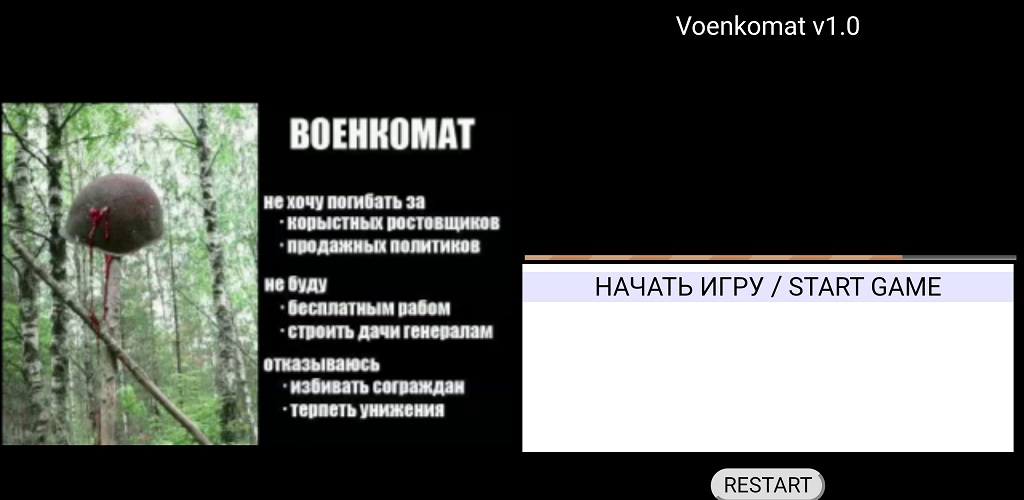 Voenkomat v1.0
ВОЕНКОМАТ
не хочу погибать за
· корыстных ростовщиков
· продажных политиков
не буду
· бесплатным рабом
· строить дачи генералам
отказываюсь
· избивать сограждан
· терпеть унижения
НАЧАТЬ ИГРУ / START GAME
RESTART